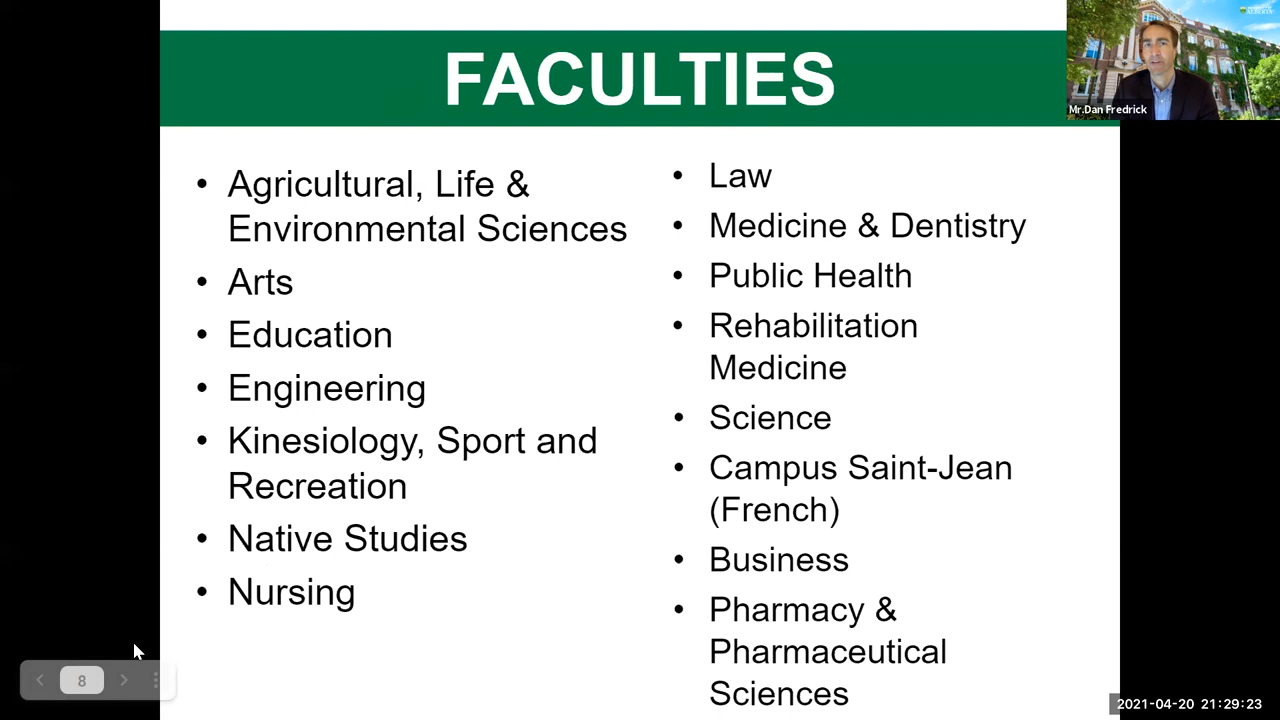 FACULTIES
• Agricultural, Life &
Environmental Sciences
• Arts
• Education
• Engineering
• Kinesiology, Sport and
Recreation
• Native Studies
• Nursing
• Law
• Medicine & Dentistry
• Public Health
• Rehabilitation
Medicine
• Science
• Campus Saint-Jean
(French)
• Business
• Pharmacy &
Pharmaceutical
Sciences
ALBERTA
Mr.Dan Fredrick
8
2021-04-20 21:29:23